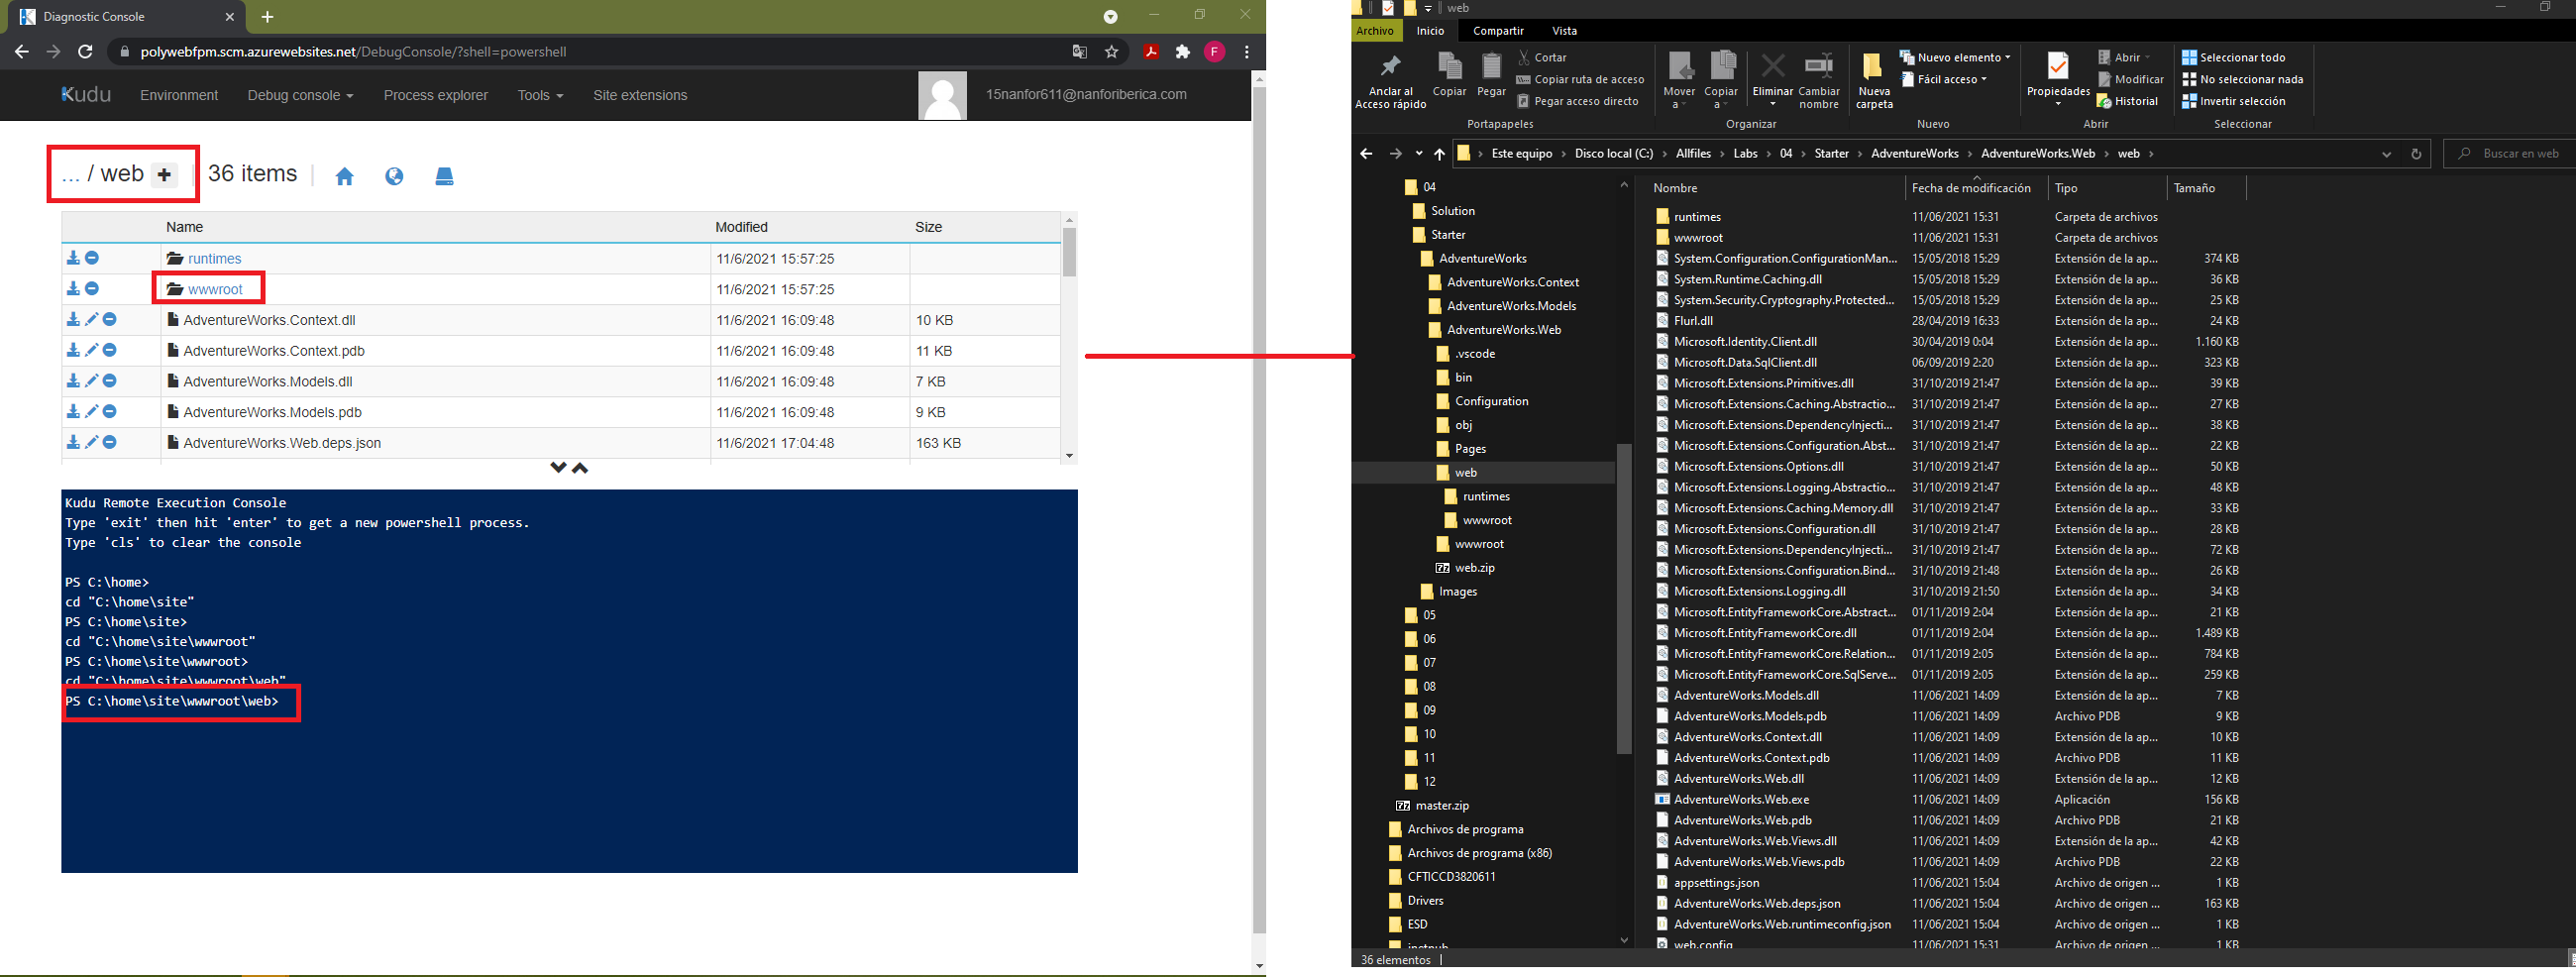 Diagnostic Console
polywebfpm.scm.azurewebsites.net/DebugConsole/?shell=powershell
F
Kudu Environment Debug console Process explorer Tools Site extensions 15nanfor611@nanforiberica.com
... / web + 36 items
Name Modified Size
runtimes 11/6/2021 15:57:25
wwwroot 11/6/2021 15:57:25
AdventureWorks.Context.dll 11/6/2021 16:09:48 10 KB
AdventureWorks.Context.pdb 11/6/2021 16:09:48 11 KB
AdventureWorks.Models.dll 11/6/2021 16:09:48 7 KB
AdventureWorks.Models.pdb 11/6/2021 16:09:48 9 KB
AdventureWorks.Web.deps.json 11/6/2021 17:04:48 163 KB
Kudu Remote Execution Console
Type 'exit' then hit 'enter' to get a new powershell process.
Type 'cls' to clear the console
PS C:\home>
cd "C:\home\site"
PS C:\home\site>
cd "C:\home\site\wwwroot"
PS C:\home\site\wwwroot>
cd "C:\home\site\wwwroot\web"
PS C:\home\site\wwwroot\web>
web
Archivo Inicio Compartir Vista
Anclar al
Acceso rápido
Copiar
Pegar
Cortar
Copiar ruta de acceso
Pegar acceso directo
Portapapeles
Mover
a
Copiar
a
Eliminar
Cambiar
nombre
Organizar
Nueva
carpeta
Nuevo elemento
Fácil acceso
Nuevo
Propiedades
Abrir
Modificar
Historial
Abrir
Seleccionar todo
No seleccionar nada
Invertir selección
Seleccionar
Este equipo > Disco local (C:) > Allfiles > Labs > 04 > Starter > AdventureWorks > AdventureWorks.Web > web >
Buscar en web
04
Solution
Starter
AdventureWorks
AdventureWorks.Context
AdventureWorks.Models
AdventureWorks.Web
.vscode
bin
Configuration
obj
Pages
web
runtimes
wwwroot
wwwroot
web.zip
Images
05
06
07
08
09
10
11
12
master.zip
Archivos de programa
Archivos de programa (x86)
CFTICCD3820611
Drivers
ESD
inetpub
Nombre Fecha de modificación Tipo Tamaño
runtimes 11/06/2021 15:31 Carpeta de archivos
wwwroot 11/06/2021 15:31 Carpeta de archivos
System.Configuration.ConfigurationMan... 15/05/2018 15:29 Extensión de la ap... 374 KB
System.Runtime.Caching.dll 15/05/2018 15:29 Extensión de la ap... 36 KB
System.Security.Cryptography.Protected... 15/05/2018 15:29 Extensión de la ap... 25 KB
Flurl.dll 28/04/2019 16:33 Extensión de la ap... 24 KB
Microsoft.Identity.Client.dll 30/04/2019 0:04 Extensión de la ap... 1.160 KB
Microsoft.Data.SqlClient.dll 06/09/2019 2:20 Extensión de la ap... 323 KB
Microsoft.Extensions.Primitives.dll 31/10/2019 21:47 Extensión de la ap... 39 KB
Microsoft.Extensions.Caching.Abstractio... 31/10/2019 21:47 Extensión de la ap... 27 KB
Microsoft.Extensions.DependencyInjecti... 31/10/2019 21:47 Extensión de la ap... 38 KB
Microsoft.Extensions.Configuration.Abst... 31/10/2019 21:47 Extensión de la ap... 22 KB
Microsoft.Extensions.Options.dll 31/10/2019 21:47 Extensión de la ap... 50 KB
Microsoft.Extensions.Logging.Abstractio... 31/10/2019 21:47 Extensión de la ap... 48 KB
Microsoft.Extensions.Caching.Memory.dll 31/10/2019 21:47 Extensión de la ap... 33 KB
Microsoft.Extensions.Configuration.dll 31/10/2019 21:47 Extensión de la ap... 28 KB
Microsoft.Extensions.DependencyInjecti... 31/10/2019 21:47 Extensión de la ap... 72 KB
Microsoft.Extensions.Configuration.Bind... 31/10/2019 21:48 Extensión de la ap... 26 KB
Microsoft.Extensions.Logging.dll 31/10/2019 21:50 Extensión de la ap... 34 KB
Microsoft.EntityFrameworkCore.Abstract... 01/11/2019 2:04 Extensión de la ap... 21 KB
Microsoft.EntityFrameworkCore.dll 01/11/2019 2:04 Extensión de la ap... 1.489 KB
Microsoft.EntityFrameworkCore.Relation... 01/11/2019 2:05 Extensión de la ap... 784 KB
Microsoft.EntityFrameworkCore.SqlServe... 01/11/2019 2:05 Extensión de la ap... 259 KB
AdventureWorks.Models.dll 11/06/2021 14:09 Extensión de la ap... 7 KB
AdventureWorks.Models.pdb 11/06/2021 14:09 Archivo PDB 9 KB
AdventureWorks.Context.dll 11/06/2021 14:09 Extensión de la ap... 10 KB
AdventureWorks.Context.pdb 11/06/2021 14:09 Archivo PDB 11 KB
AdventureWorks.Web.dll 11/06/2021 14:09 Extensión de la ap... 12 KB
AdventureWorks.Web.exe 11/06/2021 14:09 Aplicación 156 KB
AdventureWorks.Web.pdb 11/06/2021 14:09 Archivo PDB 21 KB
AdventureWorks.Web.Views.dll 11/06/2021 14:09 Extensión de la ap... 42 KB
AdventureWorks.Web.Views.pdb 11/06/2021 14:09 Archivo PDB 22 KB
appsettings.json 11/06/2021 15:04 Archivo de origen ... 1 KB
AdventureWorks.Web.deps.json 11/06/2021 15:04 Archivo de origen ... 163 KB
AdventureWorks.Web.runtimeconfig.json 11/06/2021 15:04 Archivo de origen ... 1 KB
web.config 11/06/2021 15:31 Archivo de origen ... 1 KB
36 elementos